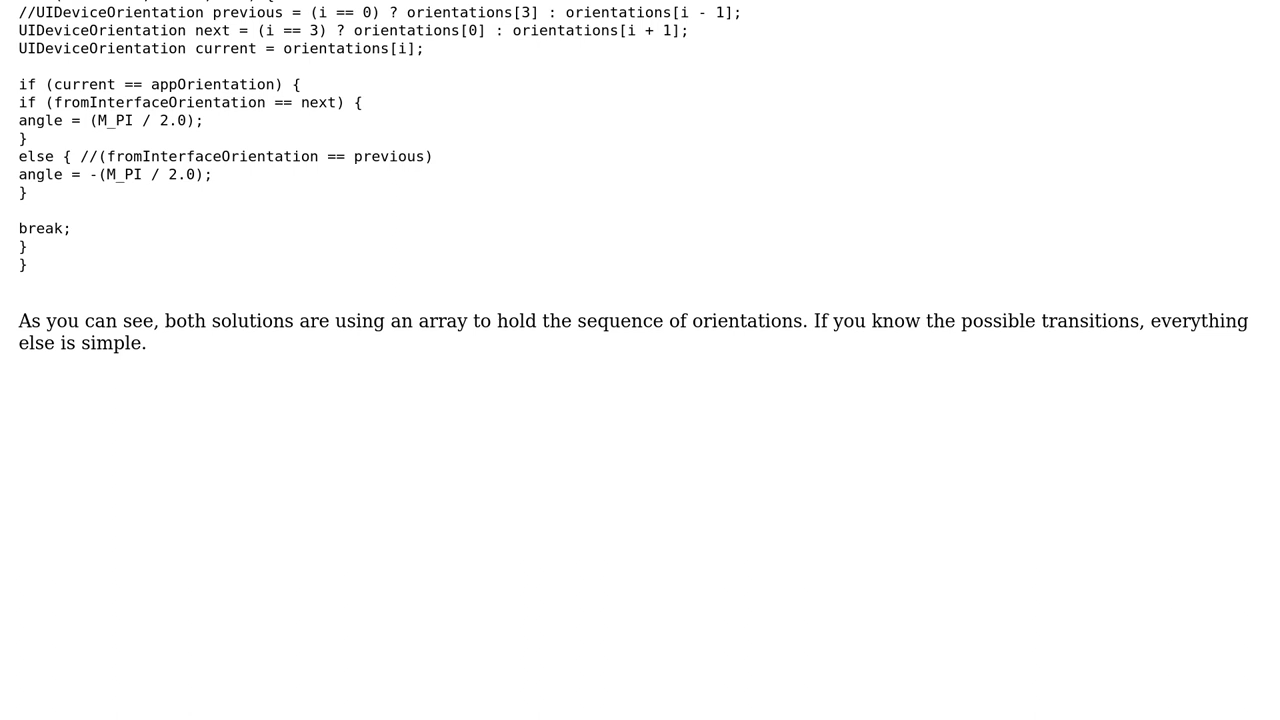 //UIDeviceOrientation previous = (i == 0) ? orientations[3] : orientations[i - 1];
UIDeviceOrientation next = (i == 3) ? orientations[0] : orientations[i + 1];
UIDeviceOrientation current = orientations[i];
if (current == appOrientation) {
if (fromInterfaceOrientation == next) {
angle = (M_PI / 2.0);
}
else { //(fromInterfaceOrientation == previous)
angle = -(M_PI / 2.0);
}
break;
}
}
As you can see, both solutions are using an array to hold the sequence of orientations. If you know the possible transitions, everything
else is simple.